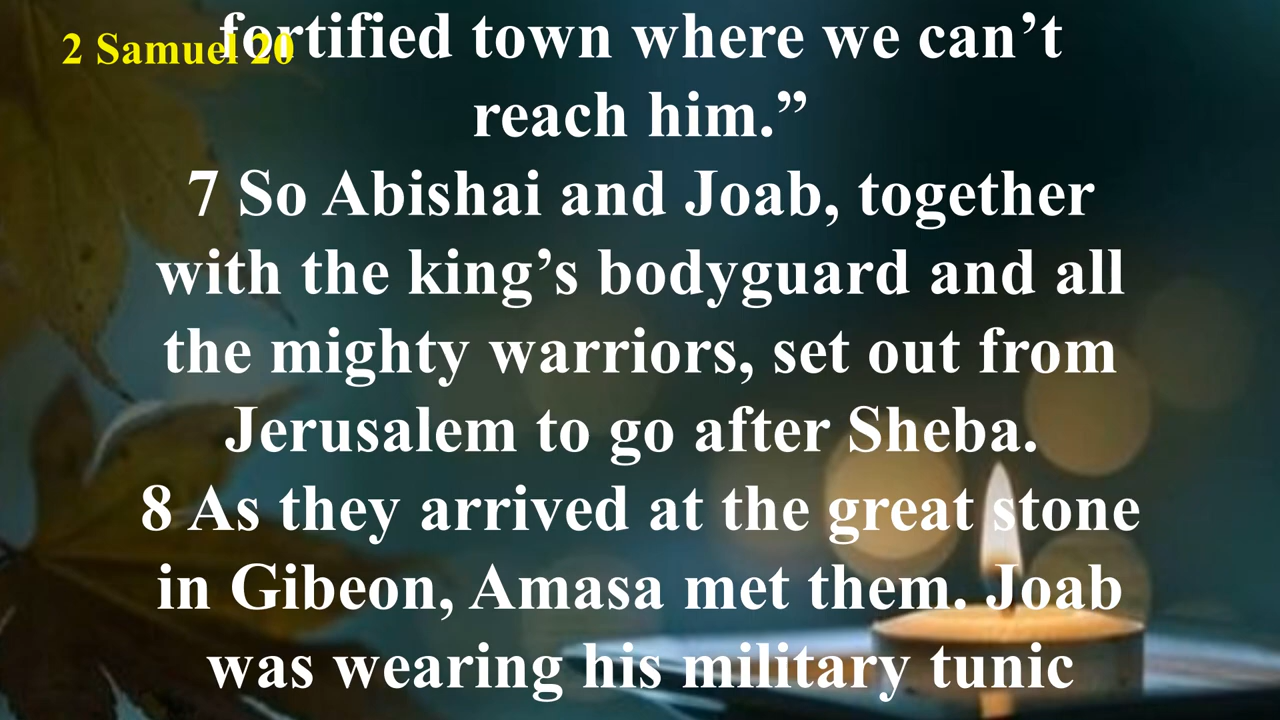 2 Samuel 20
fortified town where we can’t
reach him.”
7 So Abishai and Joab, together
with the king’s bodyguard and all
the mighty warriors, set out from
Jerusalem to go after Sheba.
8 As they arrived at the great stone
in Gibeon, Amasa met them. Joab
was wearing his military tunic